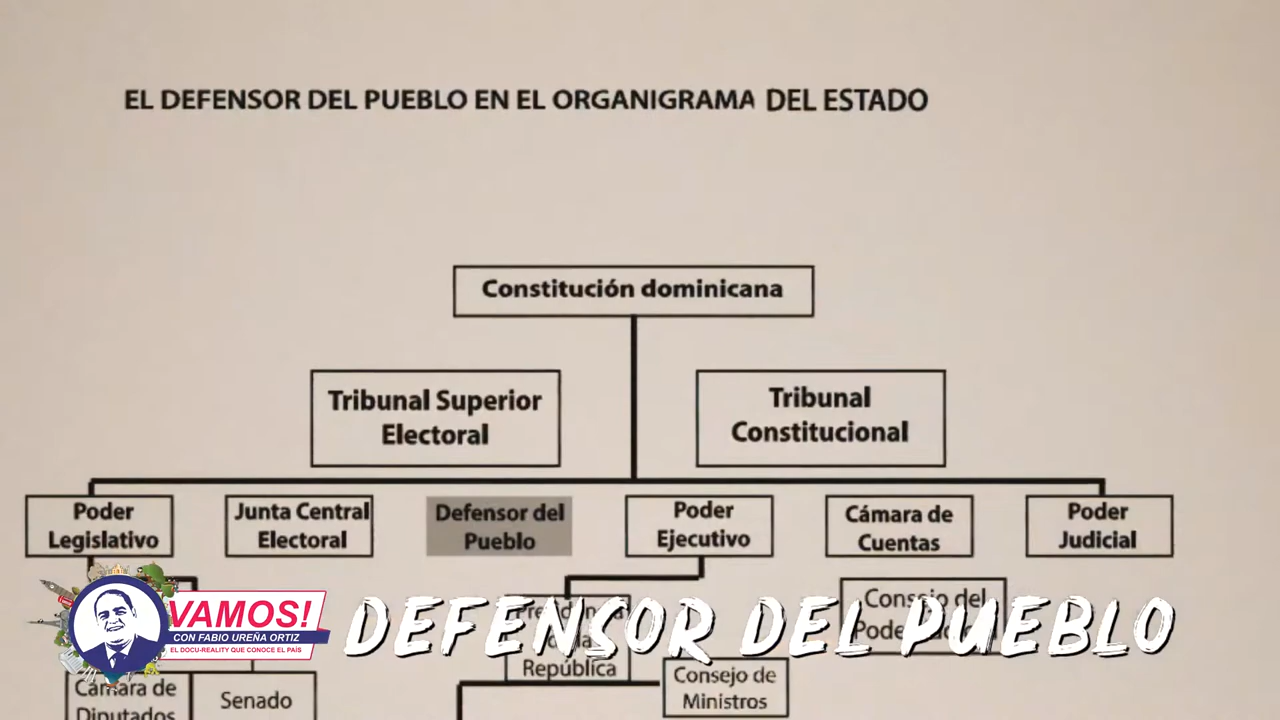 EL DEFENSOR DEL PUEBLO EN EL ORGANIGRAMA DEL ESTADO
Constitución dominicana
Tribunal Superior
Electoral
Tribunal
Constitucional
Poder
Legislativo
Junta Central
Electoral
Defensor del
Pueblo
Poder
Ejecutivo
Cámara de
Cuentas
Poder
Judicial
Consejo del
República
Consejo de
Ministros
Cámara de
Diputados
Senado
VAMOS!
CON FABIO UREÑA ORTIZ
EL DOCU-REALITY QUE CONOCE EL PAÍS
DEFENSOR DEL PUEBLO